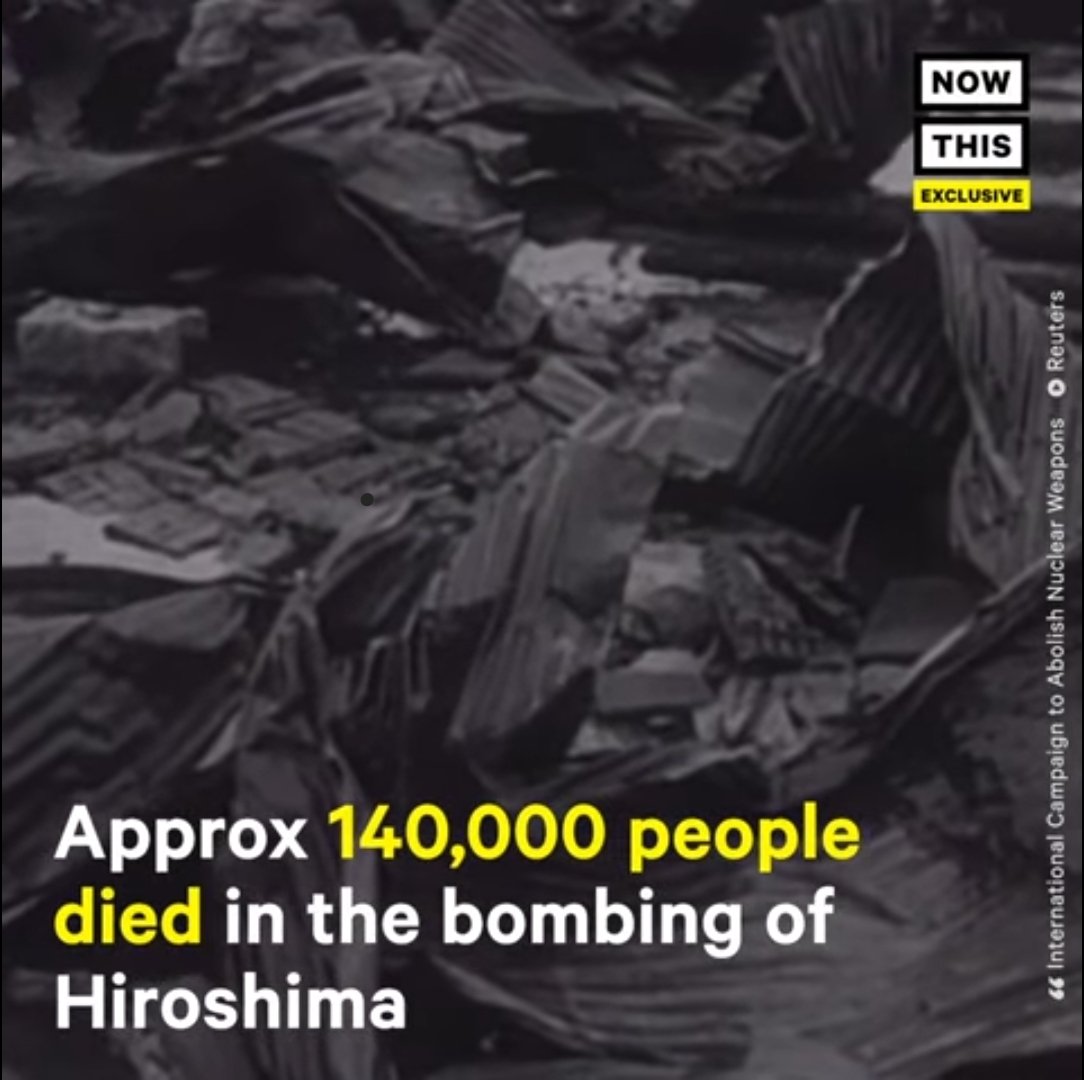 NOW
THIS
EXCLUSIVE
Approx 140,000 people
died in the bombing of
Hiroshima
“ International Campaign to Abolish Nuclear Weapons Reuters